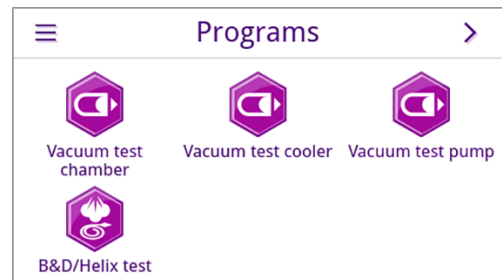 Programs
Vacuum test
chamber
Vacuum test cooler
Vacuum test pump
B&D/Helix test